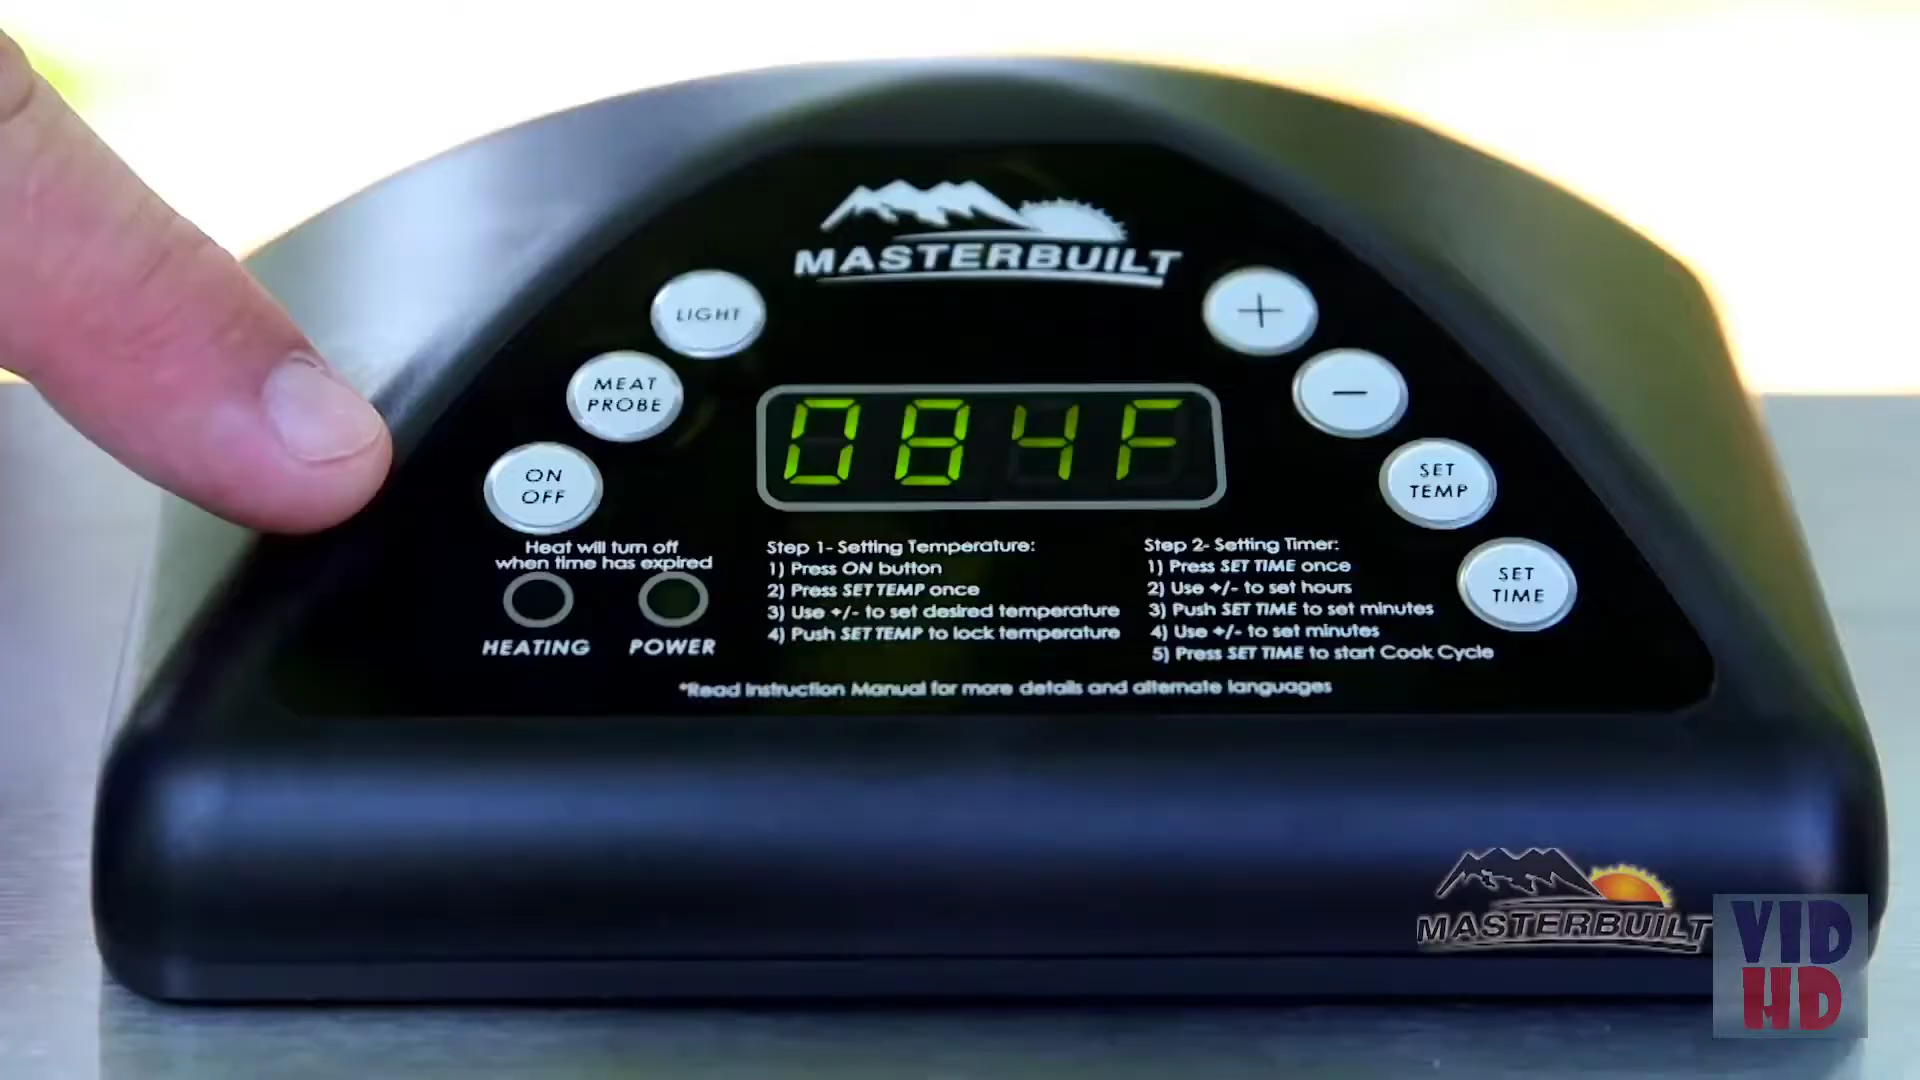 MASTERBUILT
LIGHT
MEAT
PROBE
ON
OFF
084F
+
-
SET
TEMP
SET
TIME
Heat will turn off
when time has expired
HEATING
POWER
Step 1- Setting Temperature:
1) Press ON button
2) Press SET TEMP once
3) Use +/- to set desired temperature
4) Push SET TEMP to lock temperature
Step 2- Setting Timer:
1) Press SET TIME once
2) Use +/- to set hours
3) Push SET TIME to set minutes
4) Use +/- to set minutes
5) Press SET TIME to start Cook Cycle
*Read Instruction Manual for more details and alternate languages
MASTERBUILT
VID
HD